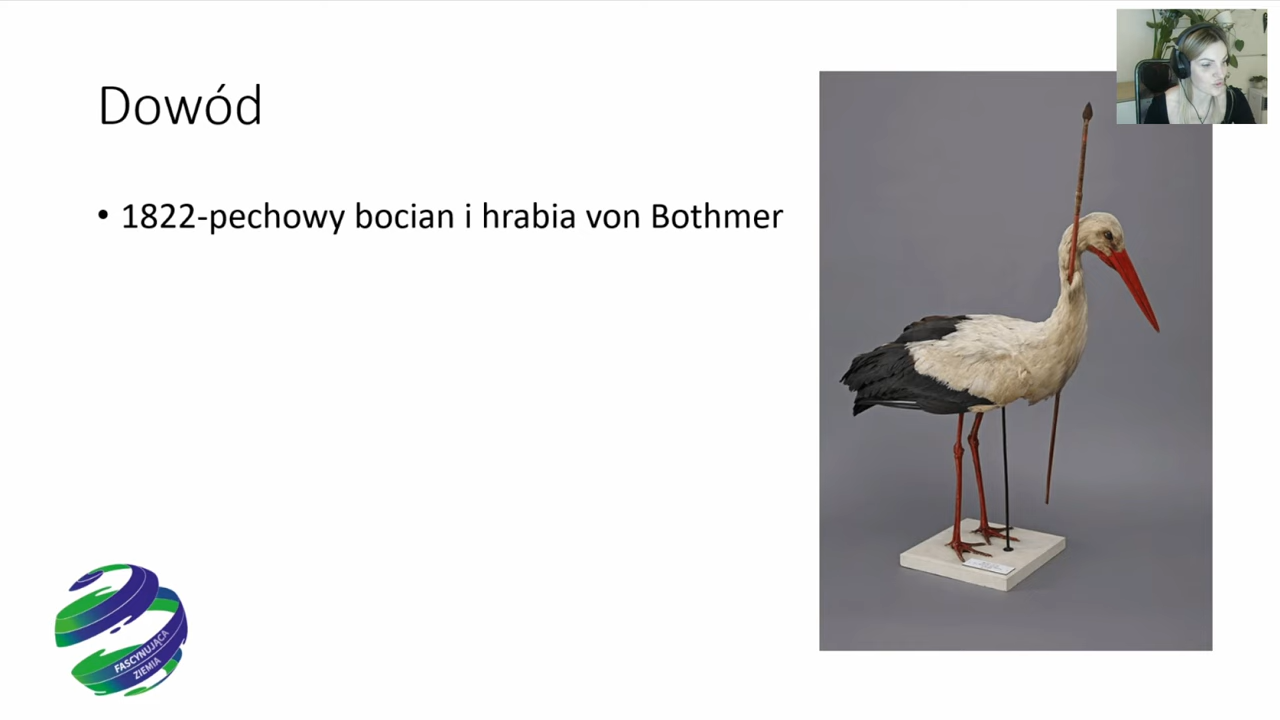 Dowód
• 1822-pechowy bocian i hrabia von Bothmer
FASCYNUJĄCA
ZIEMIA